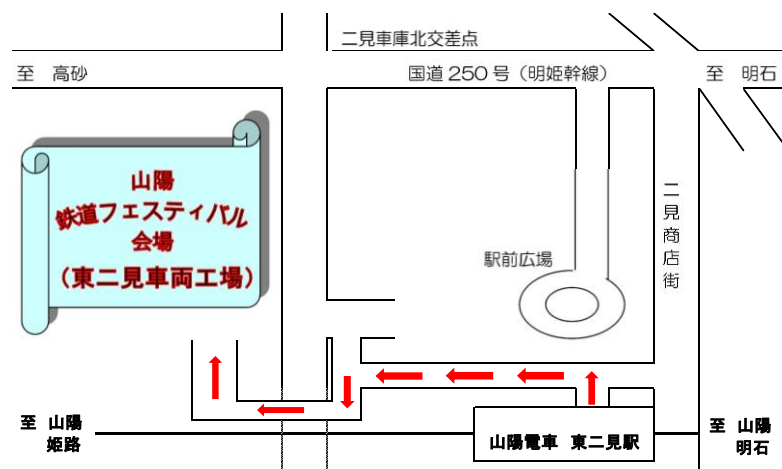 二見車庫北交差点
至 高砂
国道250号（明姫幹線）
至 明石
山陽
鉄道フェスティバル
会場
（東二見車両工場）
二見商店街
駅前広場
至 山陽
姫路
山陽電車 東二見駅
至 山陽
明石